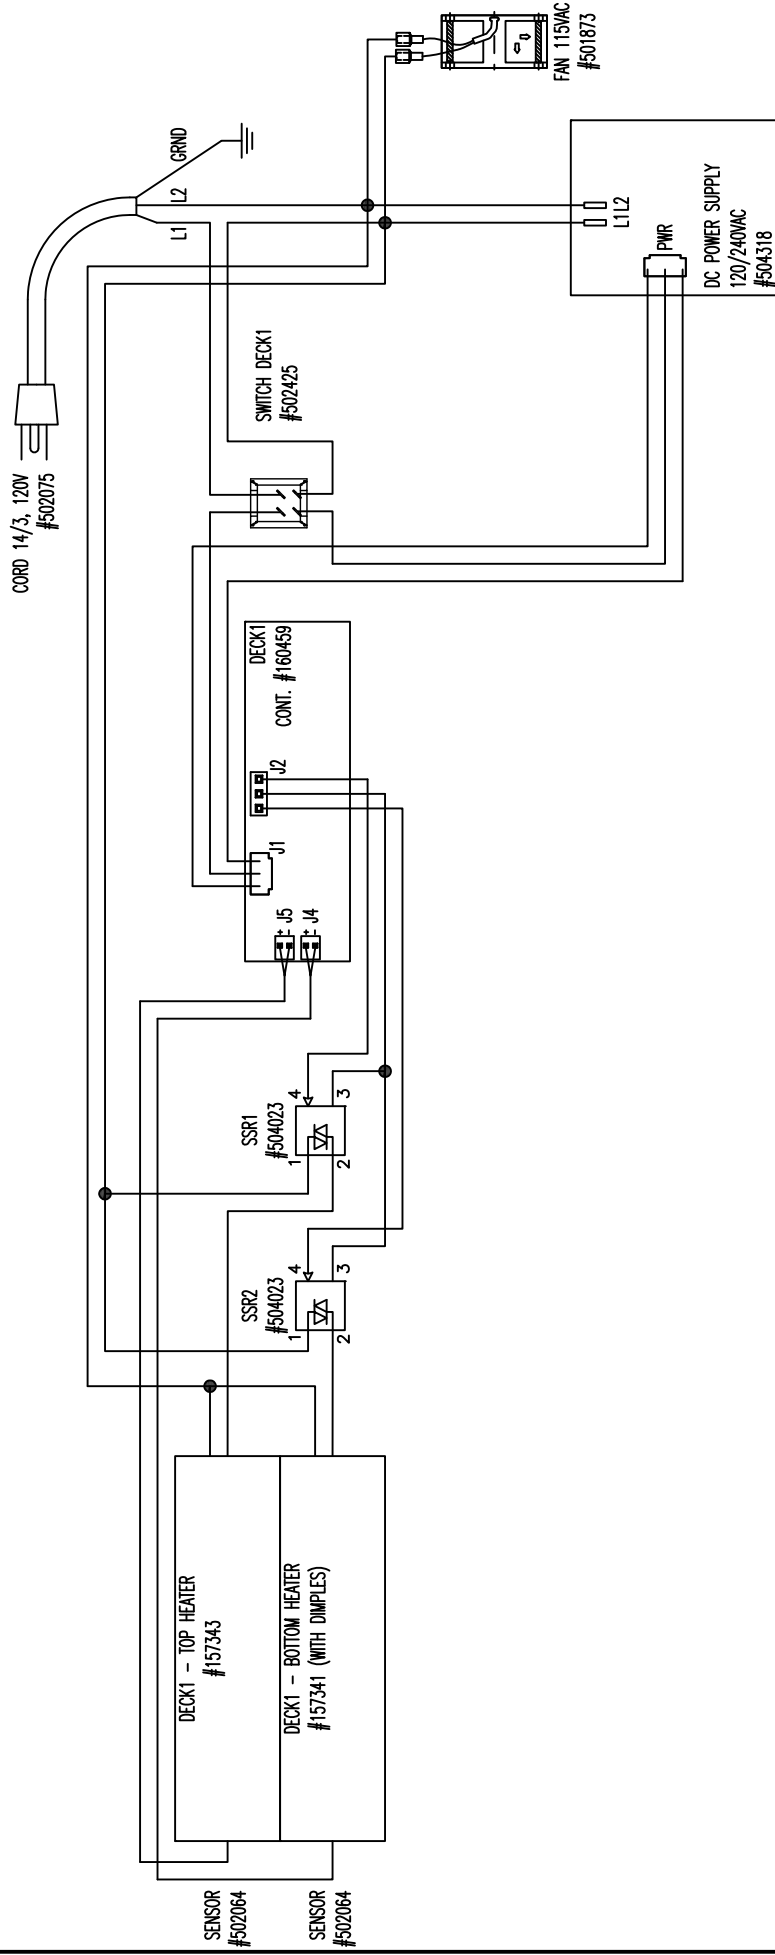 CORD 14/3, 120V
#502075
L1
L2
GRND
FAN 115VAC
#501873
SWITCH DECK1
#502425
L1
L2
PWR
DC POWER SUPPLY
120/240VAC
#504318
DECK1
CONT. #160459
J2
J1
+
-
J5
+
-
J4
SSR1
#504023
1
2
4
3
SSR2
#504023
1
2
4
3
DECK1 - TOP HEATER
#157343
DECK1 - BOTTOM HEATER
#157341 (WITH DIMPLES)
SENSOR
#502064
SENSOR
#502064